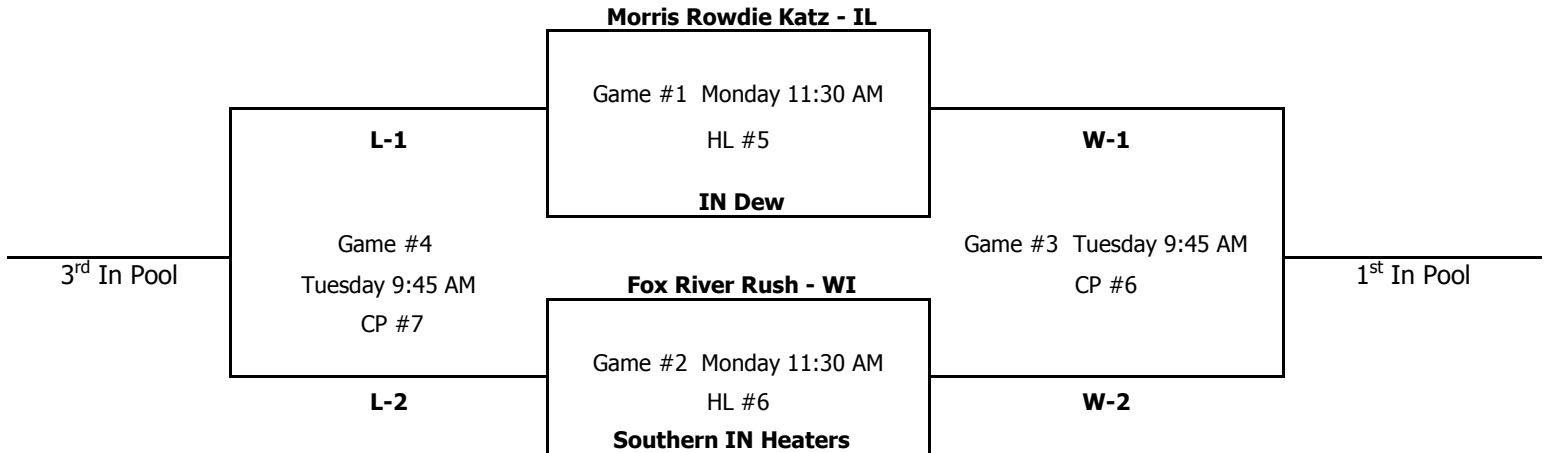 Morris Rowdie Katz - IL
Game #1  Monday 11:30 AM
L-1
HL #5
W-1
IN Dew
Game #4
Game #3  Tuesday 9:45 AM
3rd In Pool
Tuesday 9:45 AM
Fox River Rush - WI
CP #6
1st In Pool
CP #7
Game #2  Monday 11:30 AM
L-2
HL #6
W-2
Southern IN Heaters